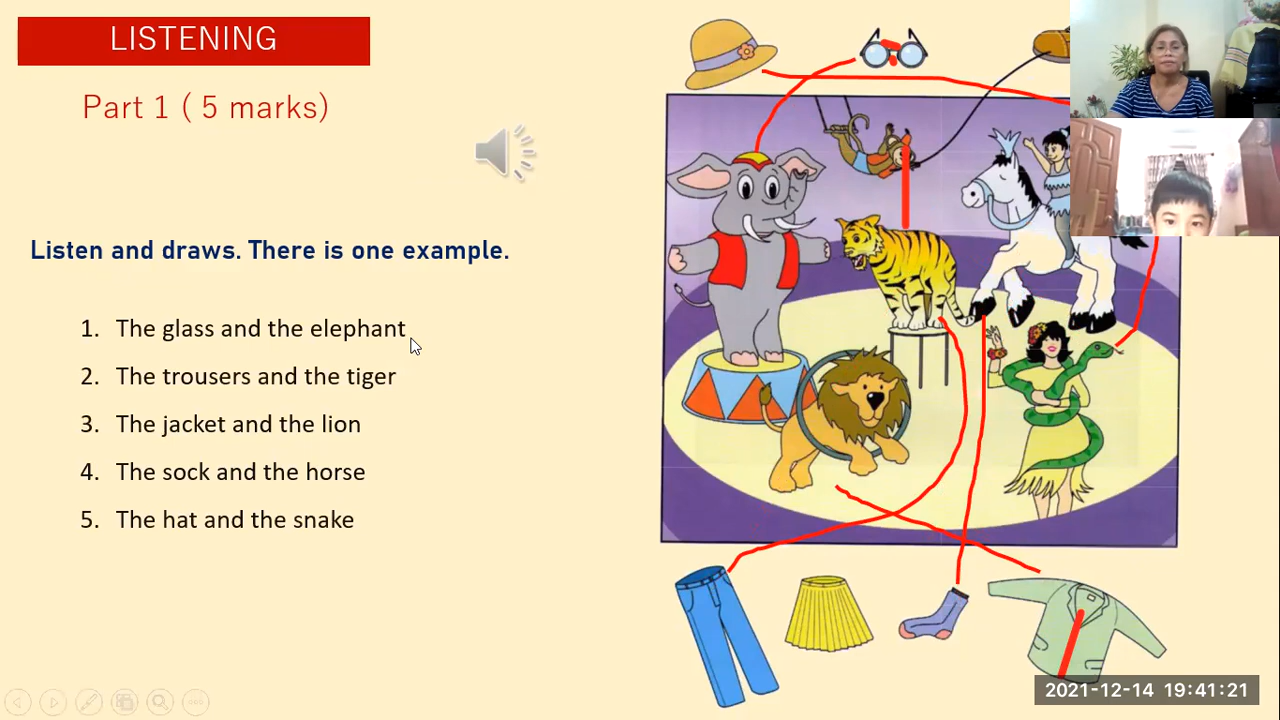 LISTENING
Part 1 ( 5 marks)
Listen and draws. There is one example.
1. The glass and the elephant
2. The trousers and the tiger
3. The jacket and the lion
4. The sock and the horse
5. The hat and the snake
2021-12-14 19:41:21